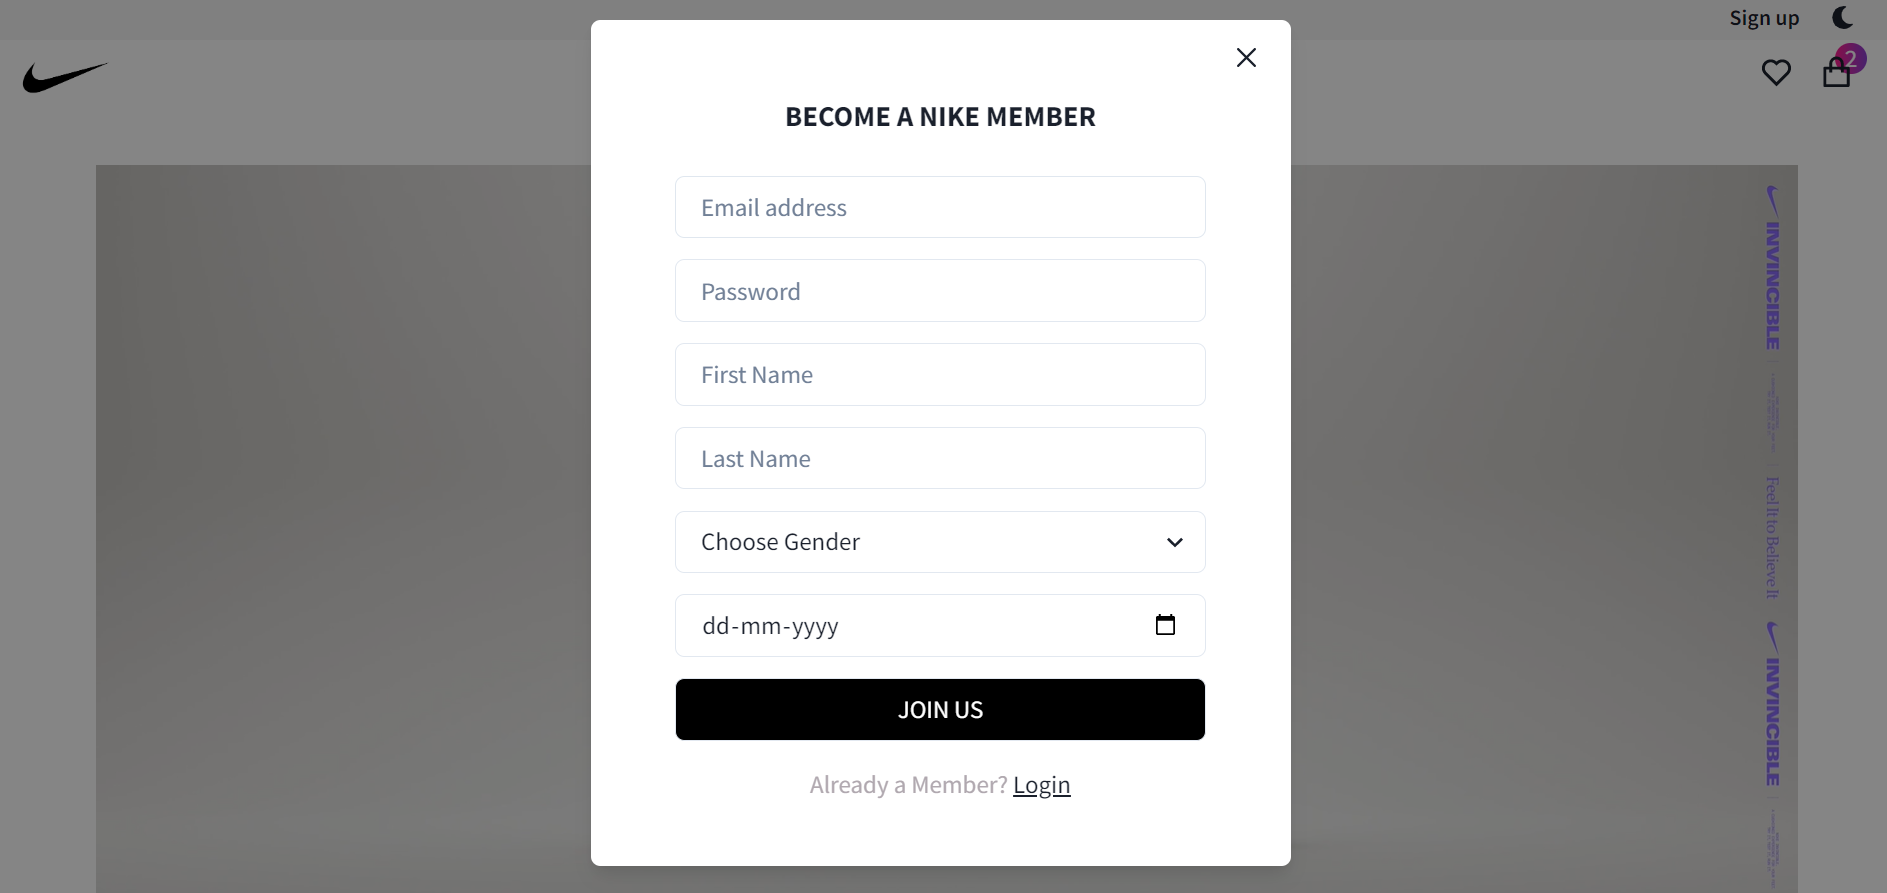 Sign up
2
BECOME A NIKE MEMBER
Email address
Password
First Name
Last Name
Choose Gender
dd-mm-yyyy
JOIN US
Already a Member? Login
INVINCIBLE
Feel It to Believe It
INVINCIBLE